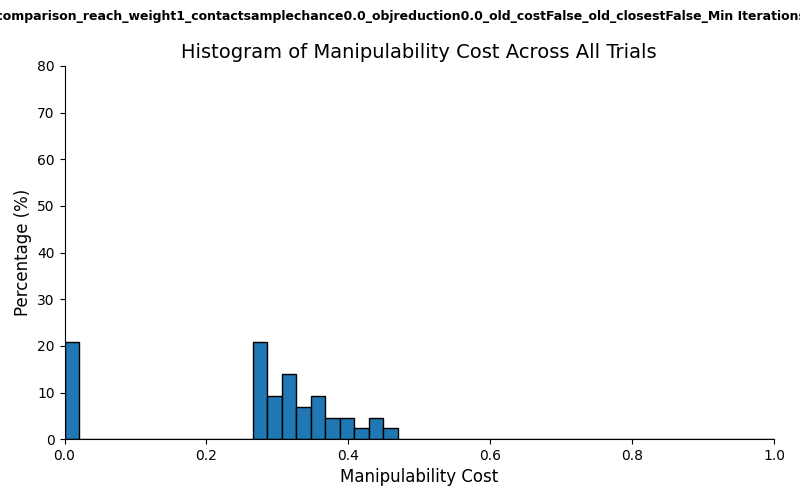 comparison_reach_weight1_contactsamplechance0.0_objreduction0.0_old_costFalse_old_closestFalse_Min Iterations
Histogram of Manipulability Cost Across All Trials
80
70
60
50
40
30
20
10
0
Percentage (%)
0.0 0.2 0.4 0.6 0.8 1.0
Manipulability Cost